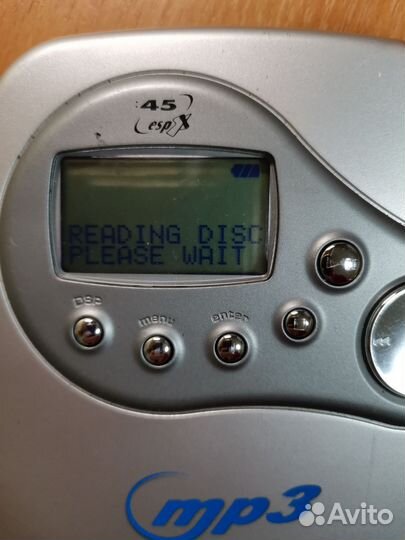 45
espX
READING DISC
PLEASE WAIT
DSP
menu
enter
mp3
Avito